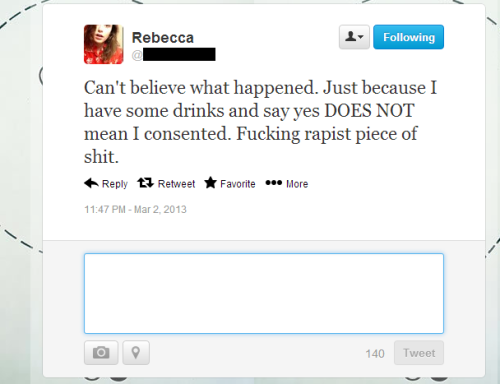 Rebecca
@
Following
Can't believe what happened. Just because I
have some drinks and say yes DOES NOT
mean I consented. Fucking rapist piece of
shit.
Reply Retweet Favorite More
11:47 PM - Mar 2, 2013
140 Tweet